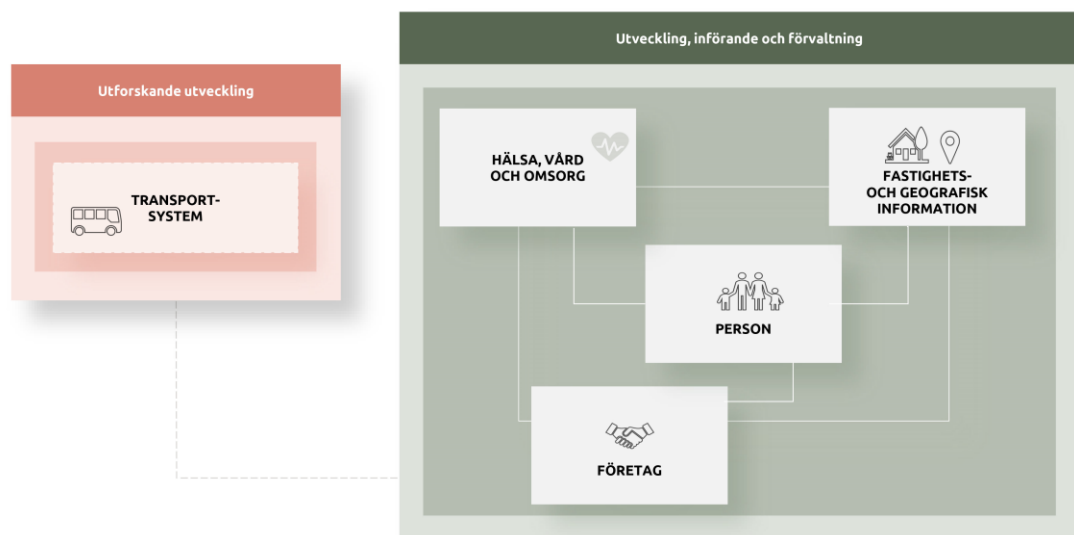 Utveckling, införande och förvaltning
Utforskande utveckling
HÄLSA, VÅRD
OCH OMSORG
FASTIGHETS-
OCH GEOGRAFISK
INFORMATION
TRANSPORT-
SYSTEM
PERSON
FÖRETAG